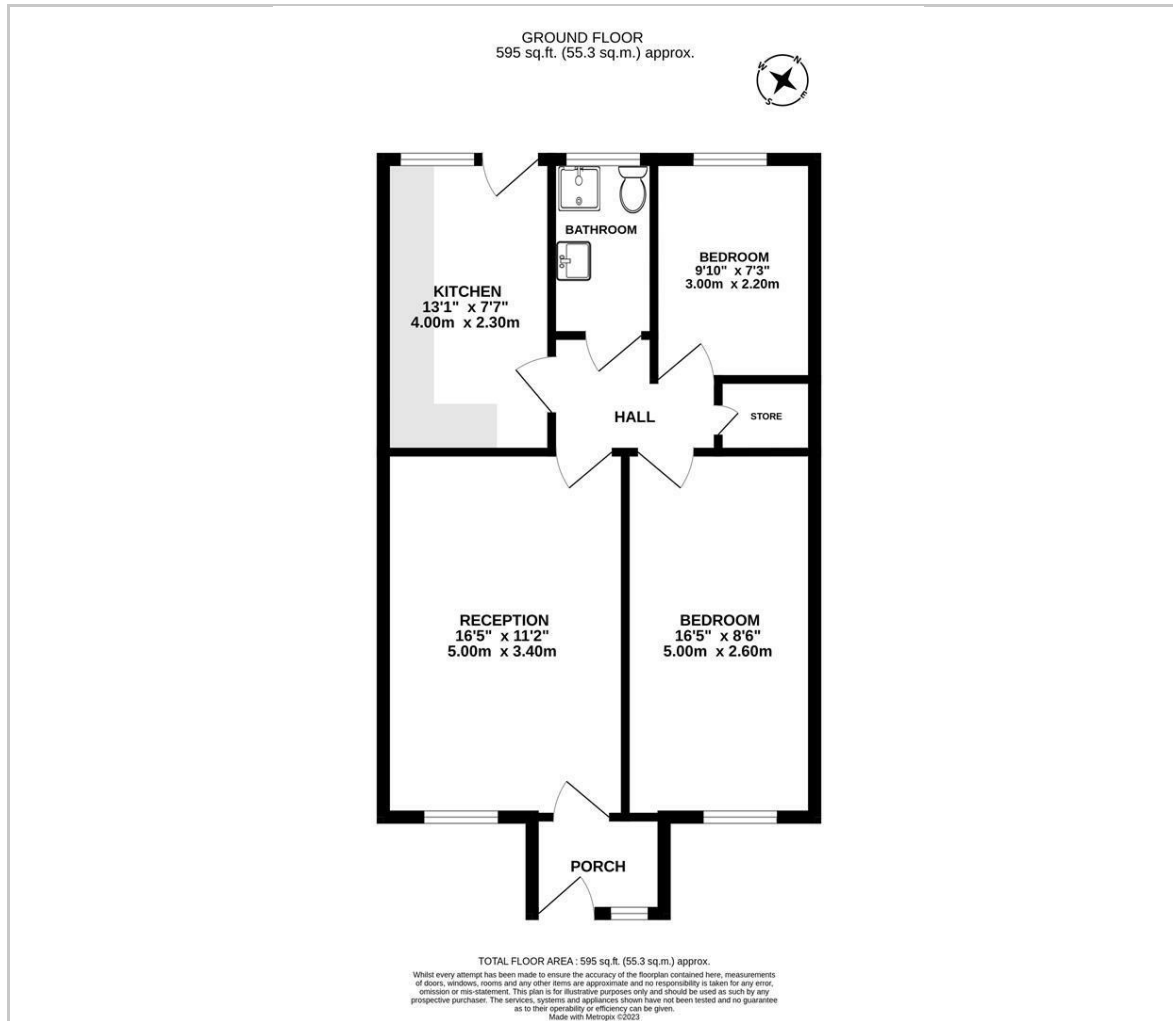 GROUND FLOOR
595 sq.ft. (55.3 sq.m.) approx.
N
W
E
S
BATHROOM
BEDROOM
9'10" x 7'3"
3.00m x 2.20m
KITCHEN
13'1" x 7'7"
4.00m x 2.30m
HALL
STORE
RECEPTION
16'5" x 11'2"
5.00m x 3.40m
BEDROOM
16'5" x 8'6"
5.00m x 2.60m
PORCH
TOTAL FLOOR AREA : 595 sq.ft. (55.3 sq.m.) approx.
Whilst every attempt has been made to ensure the accuracy of the floorplan contained here, measurements
of doors, windows, rooms and any other items are approximate and no responsibility is taken for any error,
omission or mis-statement. This plan is for illustrative purposes only and should be used as such by any
prospective purchaser. The services, systems and appliances shown have not been tested and no guarantee
as to their operability or efficiency can be given.
Made with Metropix ©2023